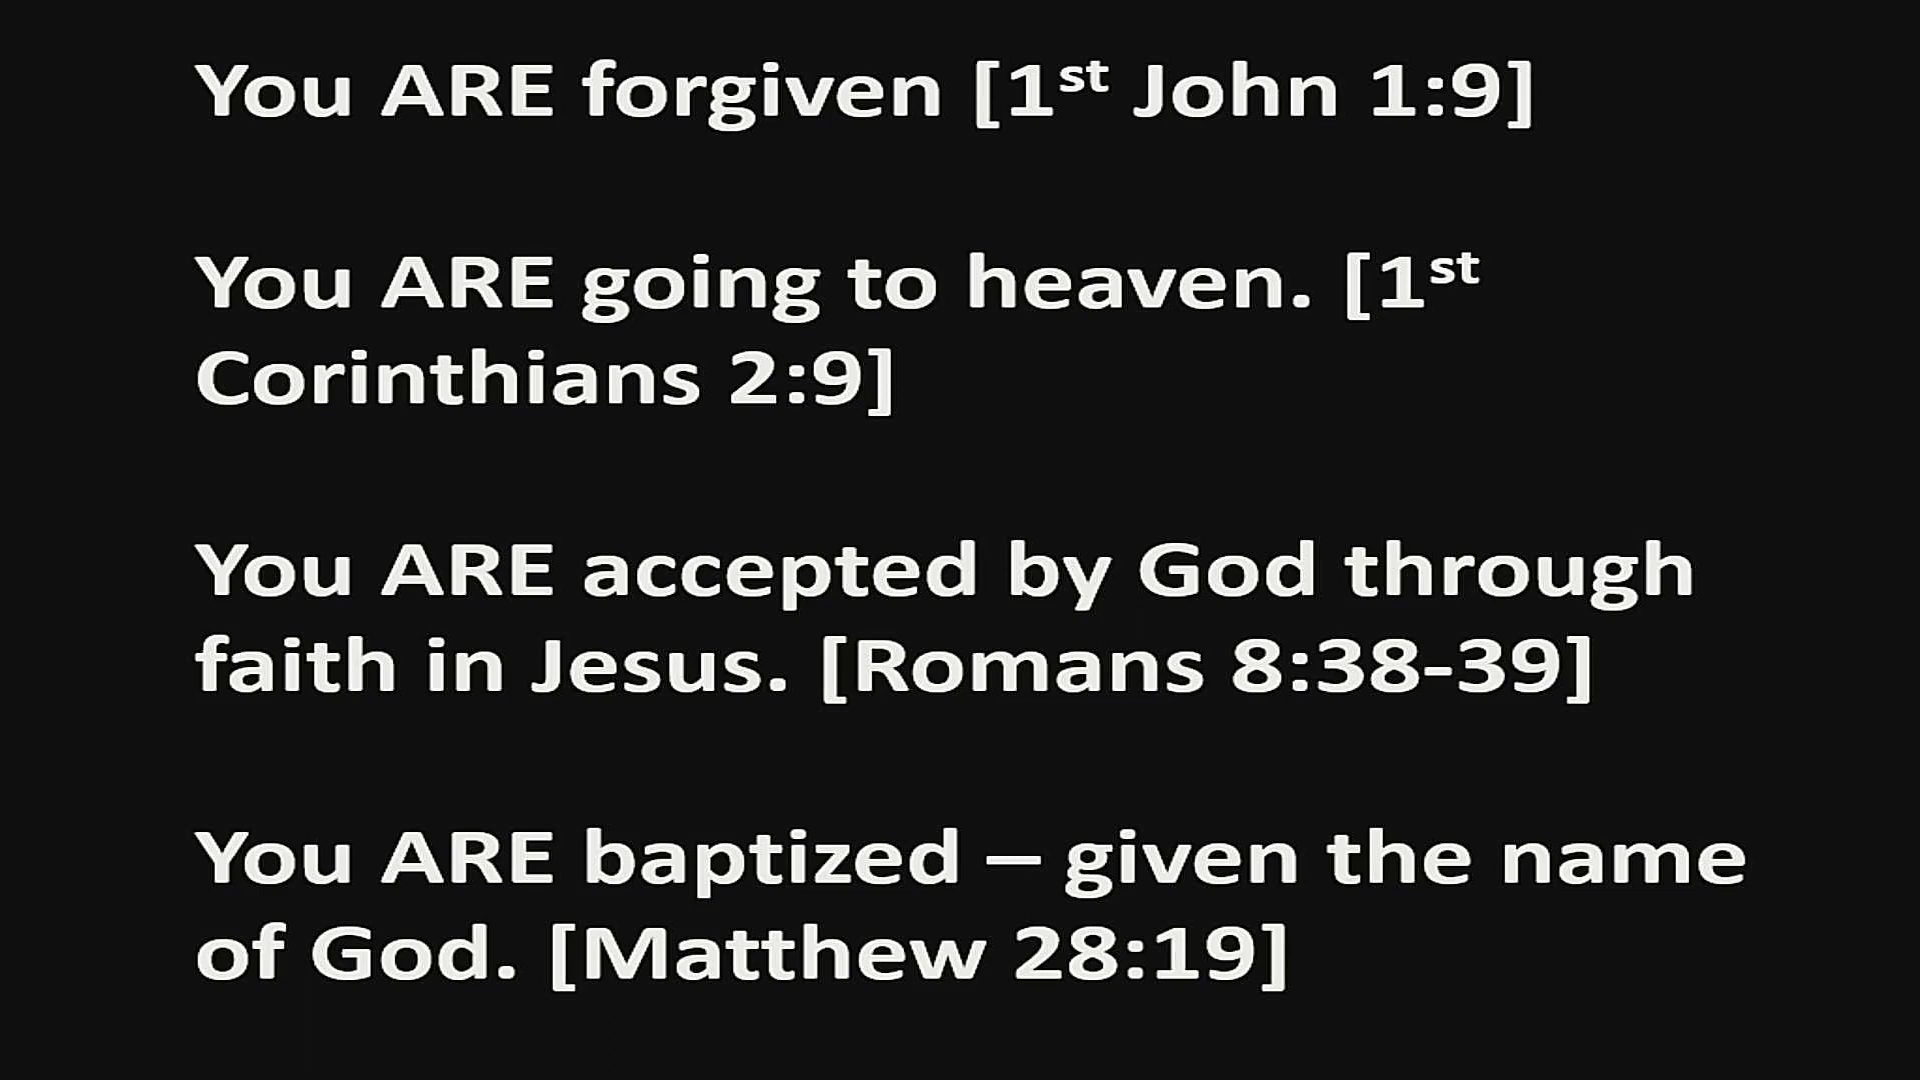 You ARE forgiven [1st John 1:9]
You ARE going to heaven. [1st
Corinthians 2:9]
You ARE accepted by God through
faith in Jesus. [Romans 8:38-39]
You ARE baptized – given the name
of God. [Matthew 28:19]